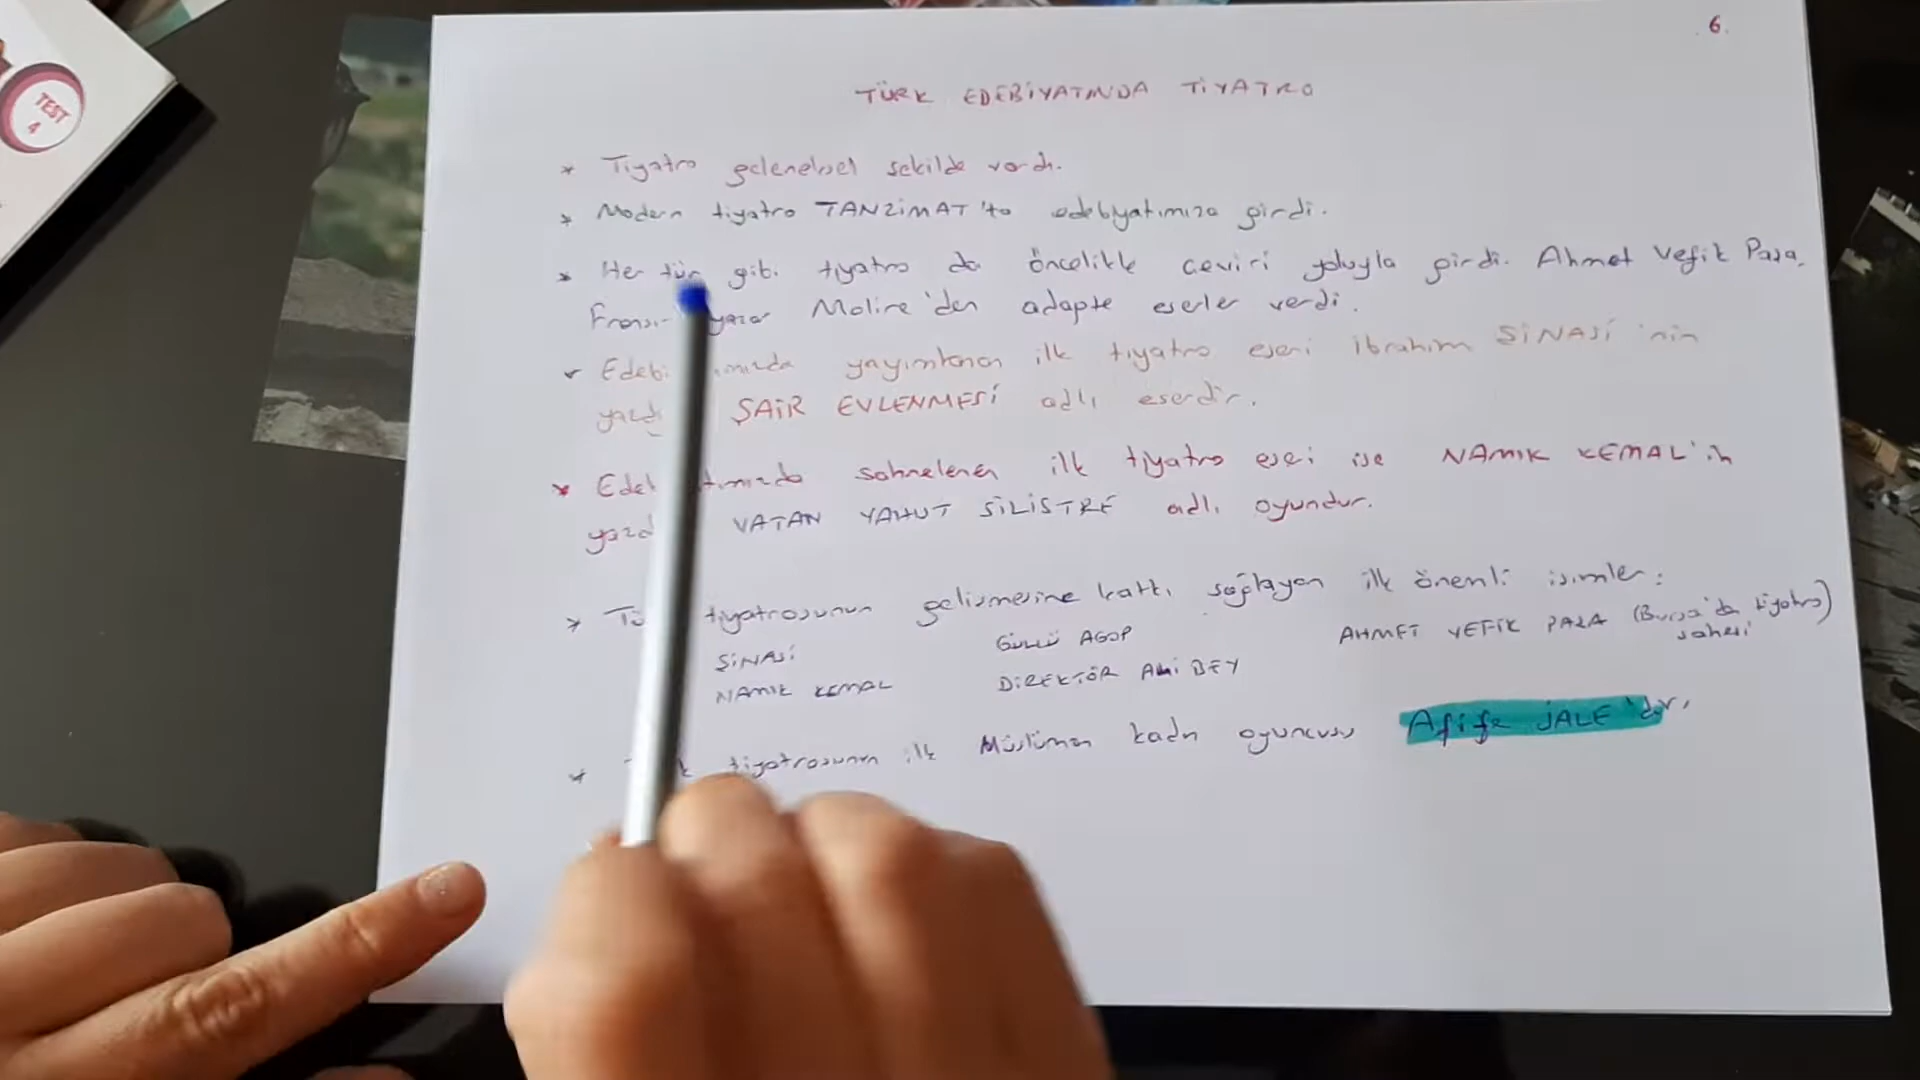 TEST
4
6.
TÜRK EDEBİYATINDA TİYATRO
* Tiyatro geleneksel şekilde vardı.
* Modern tiyatro TANZİMAT'ta edebiyatımıza girdi.
* Her tür gibi tiyatro da öncelikle çeviri yoluyla girdi. Ahmet Vefik Paşa,
yazar Molire'den adapte eserler verdi.
yayımlanan ilk tiyatro eseri İbrahim ŞİNASİ'nin
ŞAİR EVLENMESİ adlı eserdir.
* sahnelenen ilk tiyatro eseri ise NAMIK KEMAL'in
VATAN YAHUT SİLİSTRE adlı oyundur.
* tiyatrosunun gelişmesine katkı sağlayan ilk önemli isimler:
ŞİNASİ GÜLLÜ AGOP AHMET VEFİK PAŞA (Bursa'da tiyatro
sahesi)
NAMIK KEMAL DİREKTÖR ALİ BEY
* tiyatrosunun ilk Müslüman kadın oyuncusu Afife JALE'dir.